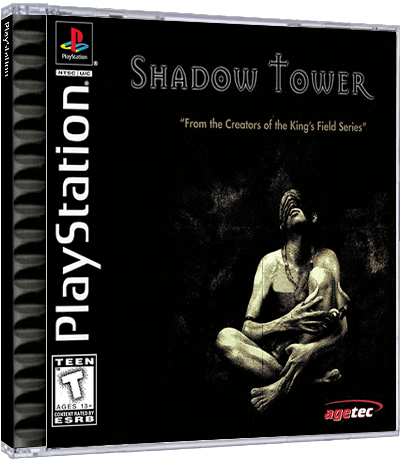 PlayStation
PlayStation
NTSC U/C
PlayStation
SHADOW TOWER
"From the Creators of the King's Field Series"
TEEN
T
AGES 13+
CONTENT RATED BY
ESRB
agetec